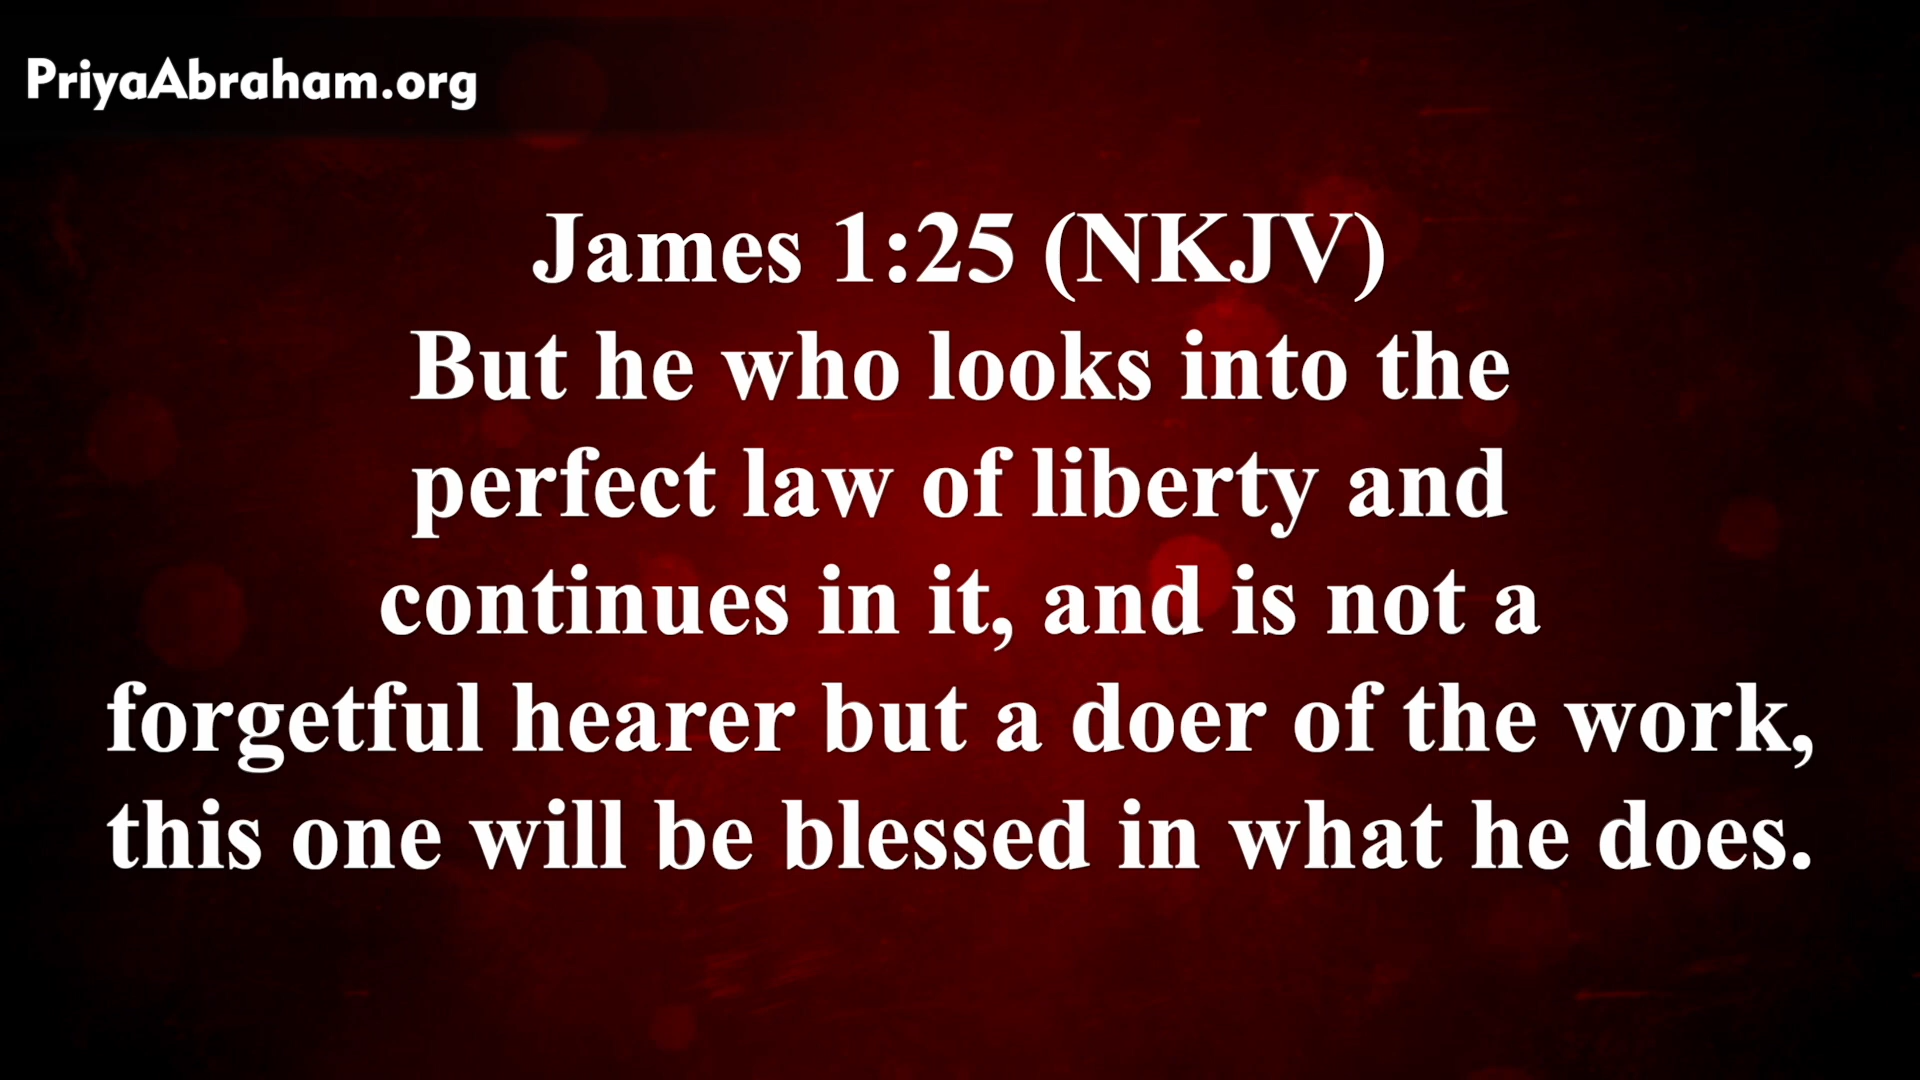 PriyaAbraham.org
James 1:25 (NKJV)
But he who looks into the
perfect law of liberty and
continues in it, and is not a
forgetful hearer but a doer of the work,
this one will be blessed in what he does.